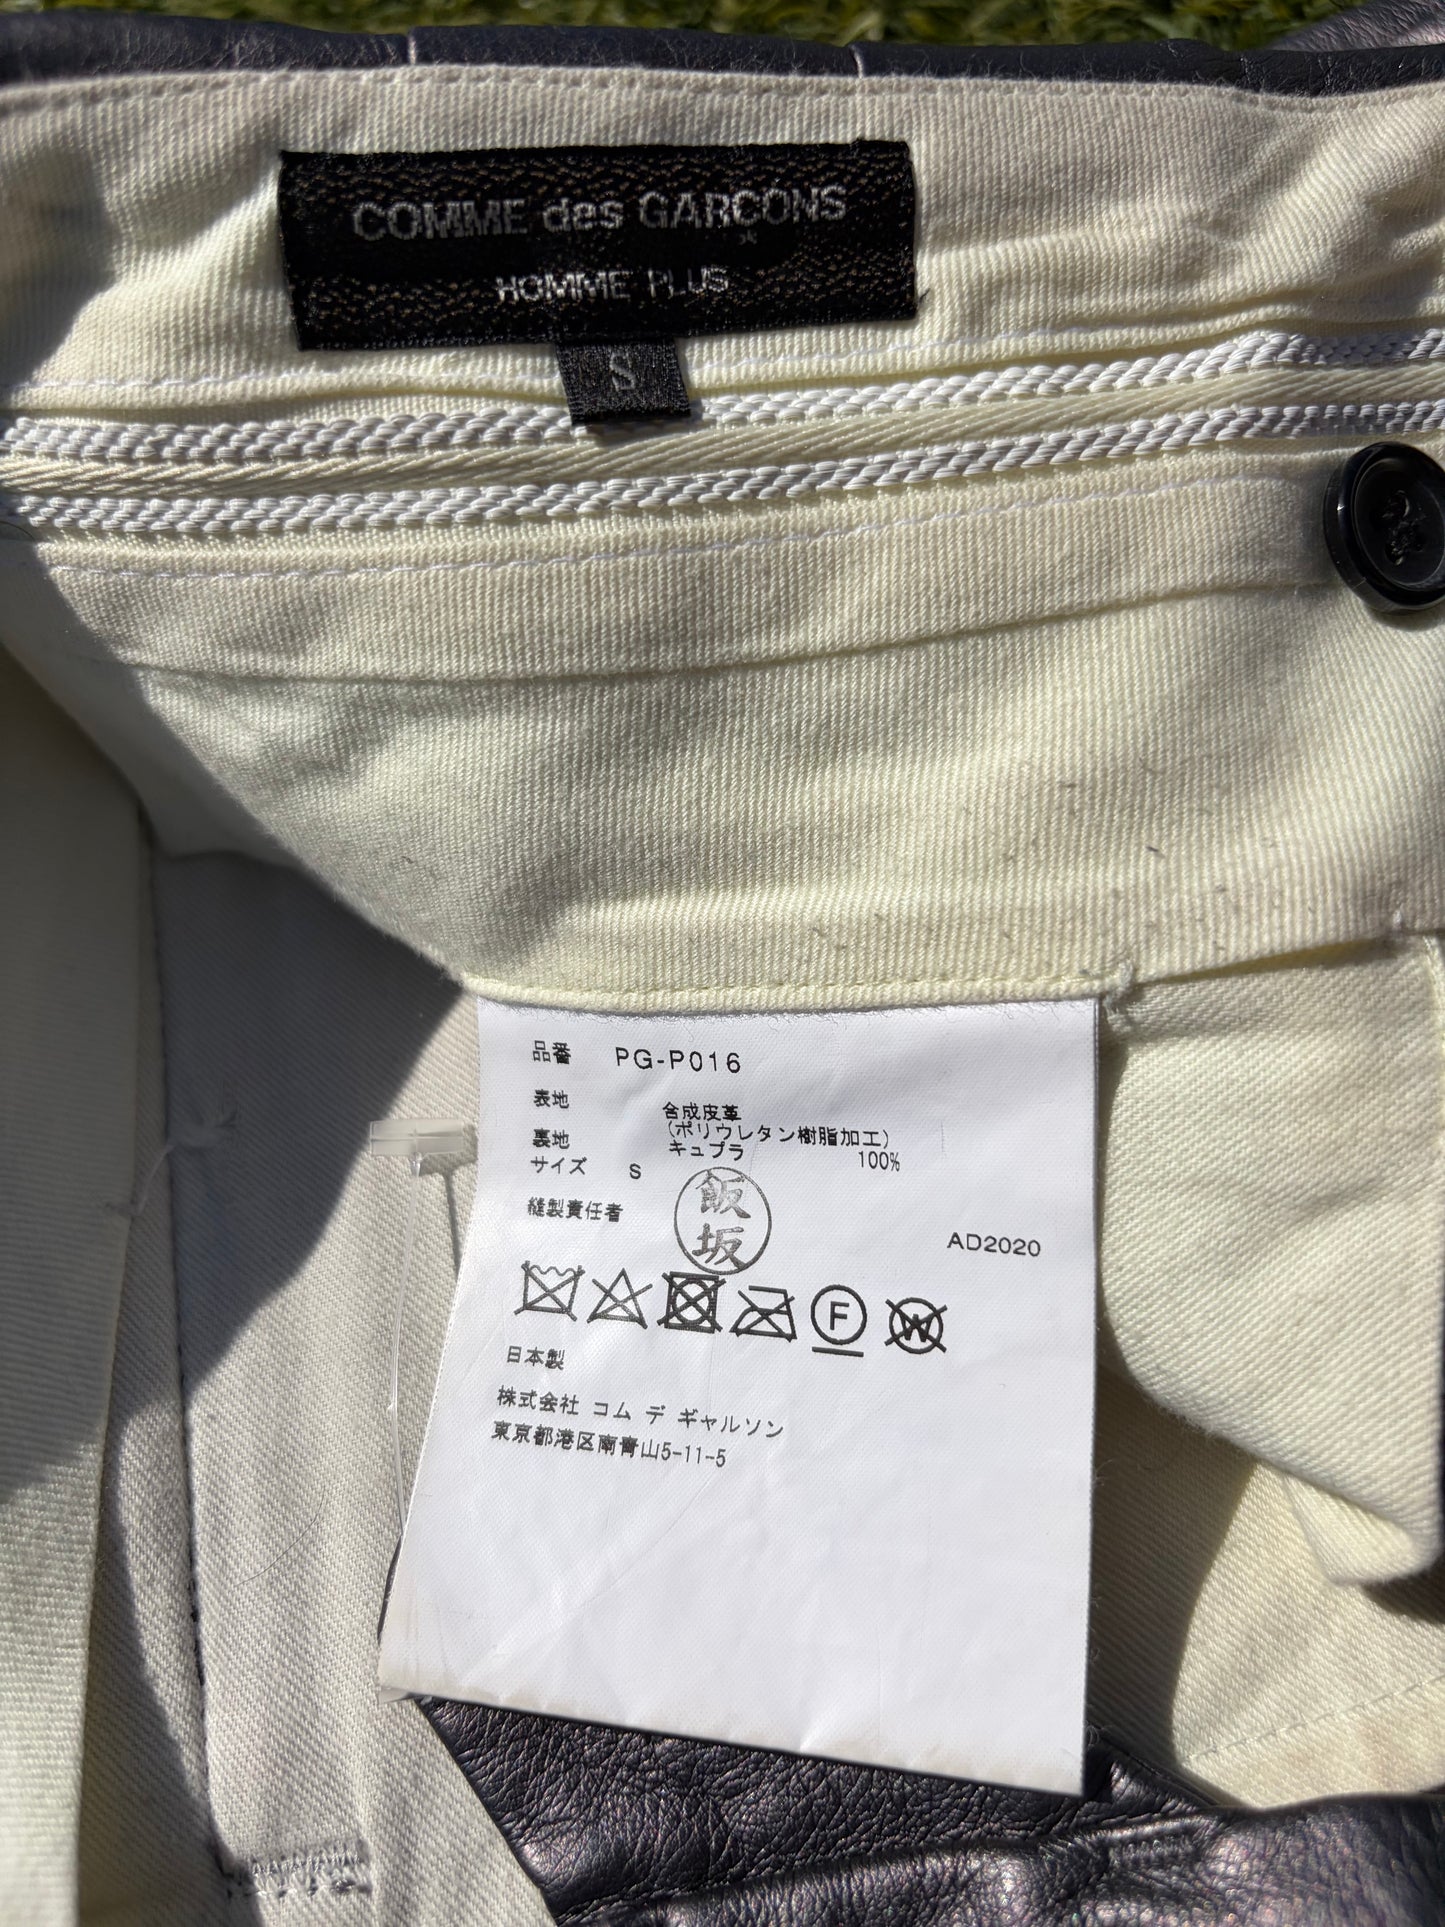 COMME des GARÇONS
HOMME PLUS
S
品番 PG-P016
表地 合成皮革
(ポリウレタン樹脂加工)
裏地 キュプラ 100%
サイズ S
縫製責任者 飯坂
AD2020
F
W
日本製
株式会社 コム デ ギャルソン
東京都港区南青山5-11-5